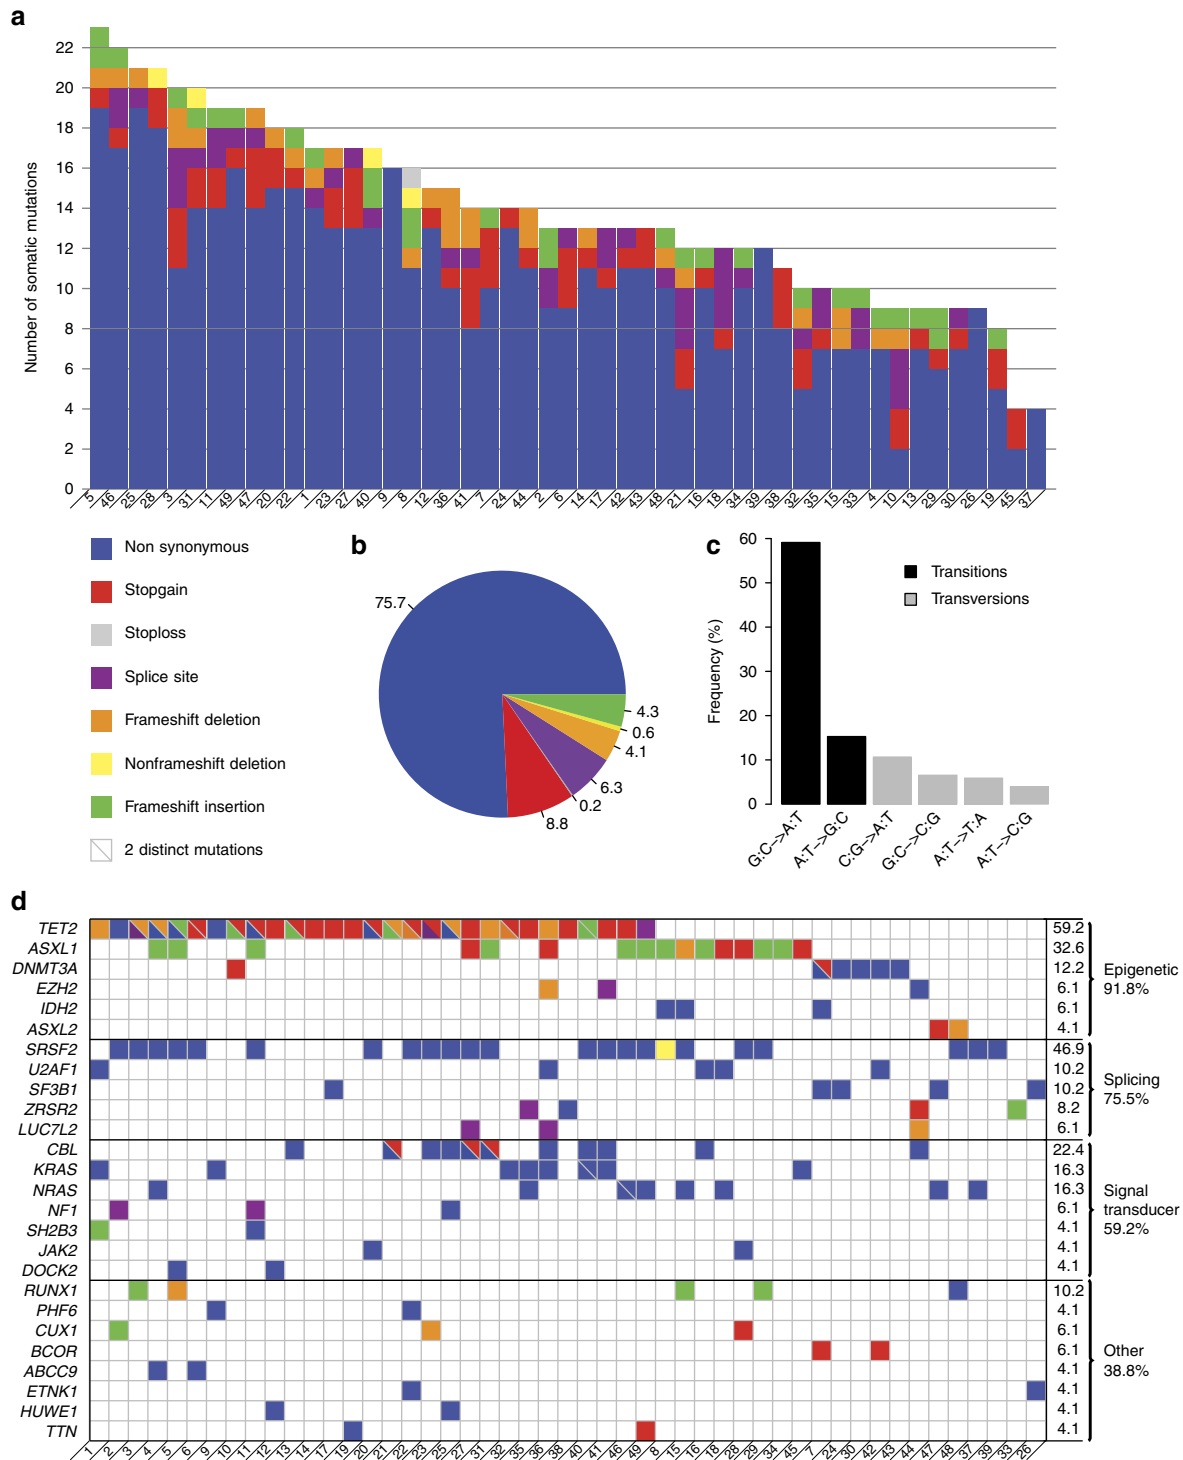 a
Number of somatic mutations
22
20
18
16
14
12
10
8
6
4
2
0
5 46 25 28 3 31 11 49 47 20 22 1 23 27 40 9 8 12 36 41 7 24 44 2 6 14 17 42 43 48 21 16 18 34 39 38 32 35 15 33 4 10 13 29 30 26 19 45 37
Non synonymous
Stopgain
Stoploss
Splice site
Frameshift deletion
Nonframeshift deletion
Frameshift insertion
2 distinct mutations
b
75.7
4.3
0.6
4.1
6.3
0.2
8.8
c
Frequency (%)
60
50
40
30
20
10
0
Transitions
Transversions
G:C–>A:T
A:T–>G:C
C:G–>A:T
G:C–>C:G
A:T–>T:A
A:T–>C:G
d
TET2 59.2
ASXL1 32.6
DNMT3A 12.2
EZH2 6.1
IDH2 6.1
ASXL2 4.1
Epigenetic
91.8%
SRSF2 46.9
U2AF1 10.2
SF3B1 10.2
ZRSR2 8.2
LUC7L2 6.1
Splicing
75.5%
CBL 22.4
KRAS 16.3
NRAS 16.3
NF1 6.1
SH2B3 4.1
JAK2 4.1
DOCK2 4.1
Signal
transducer
59.2%
RUNX1 10.2
PHF6 4.1
CUX1 6.1
BCOR 6.1
ABCC9 4.1
ETNK1 4.1
HUWE1 4.1
TTN 4.1
Other
38.8%
1 2 3 4 5 6 9 10 11 12 13 14 17 19 20 21 22 23 25 27 31 32 35 36 38 40 41 46 49 8 15 16 18 28 29 34 45 7 24 30 42 43 44 47 48 37 39 33 26